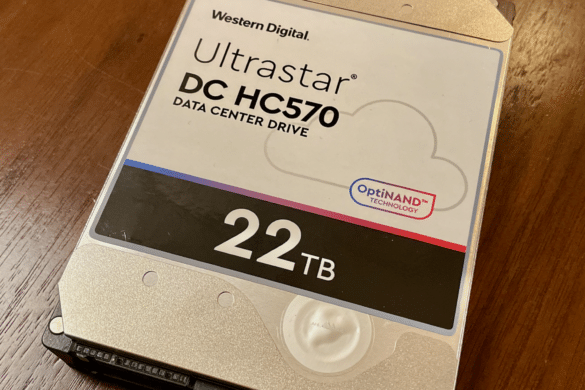 Western Digital.
Ultrastar®
DC HC570
DATA CENTER DRIVE
OptiNAND™
TECHNOLOGY
22TB